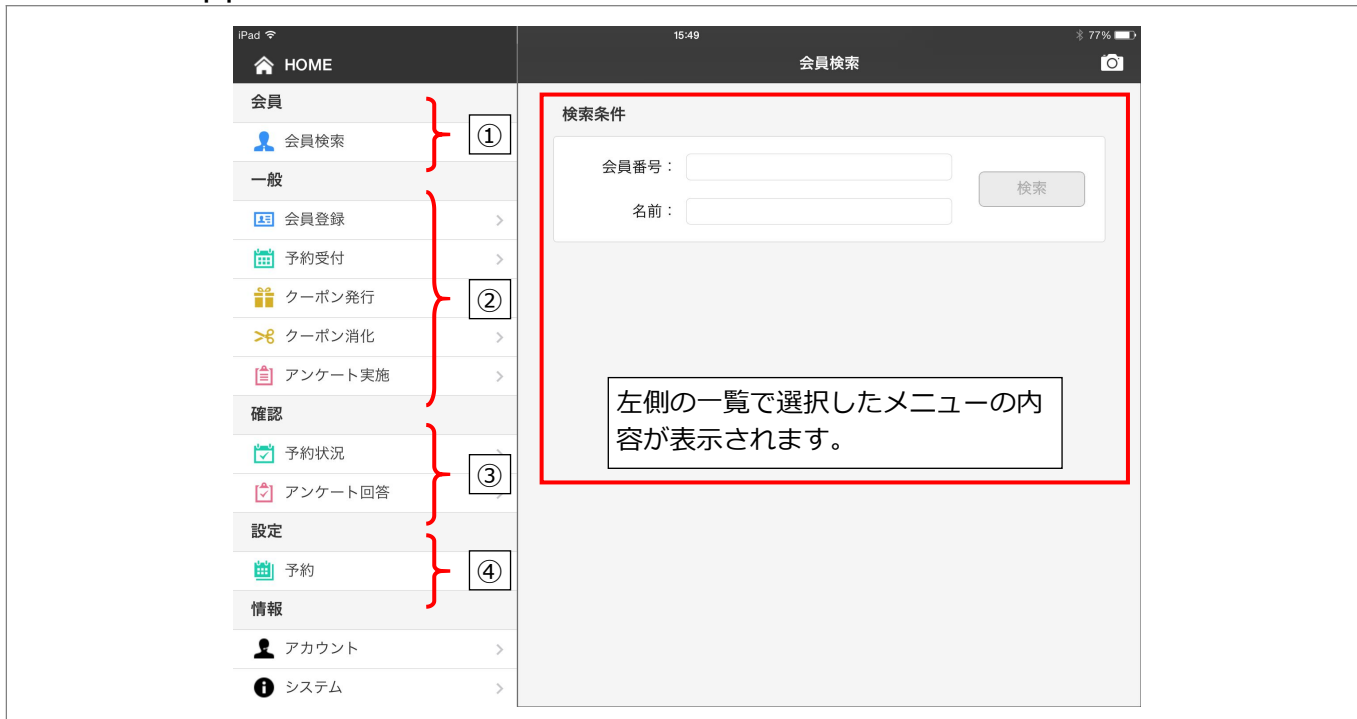 iPad 15:49 77%
HOME 会員検索
会員
会員検索
①
一般
会員登録
予約受付
クーポン発行
②
クーポン消化
アンケート実施
確認
予約状況
③
アンケート回答
設定
予約
④
情報
アカウント
システム
検索条件
会員番号：
検索
名前：
左側の一覧で選択したメニューの内
容が表示されます。